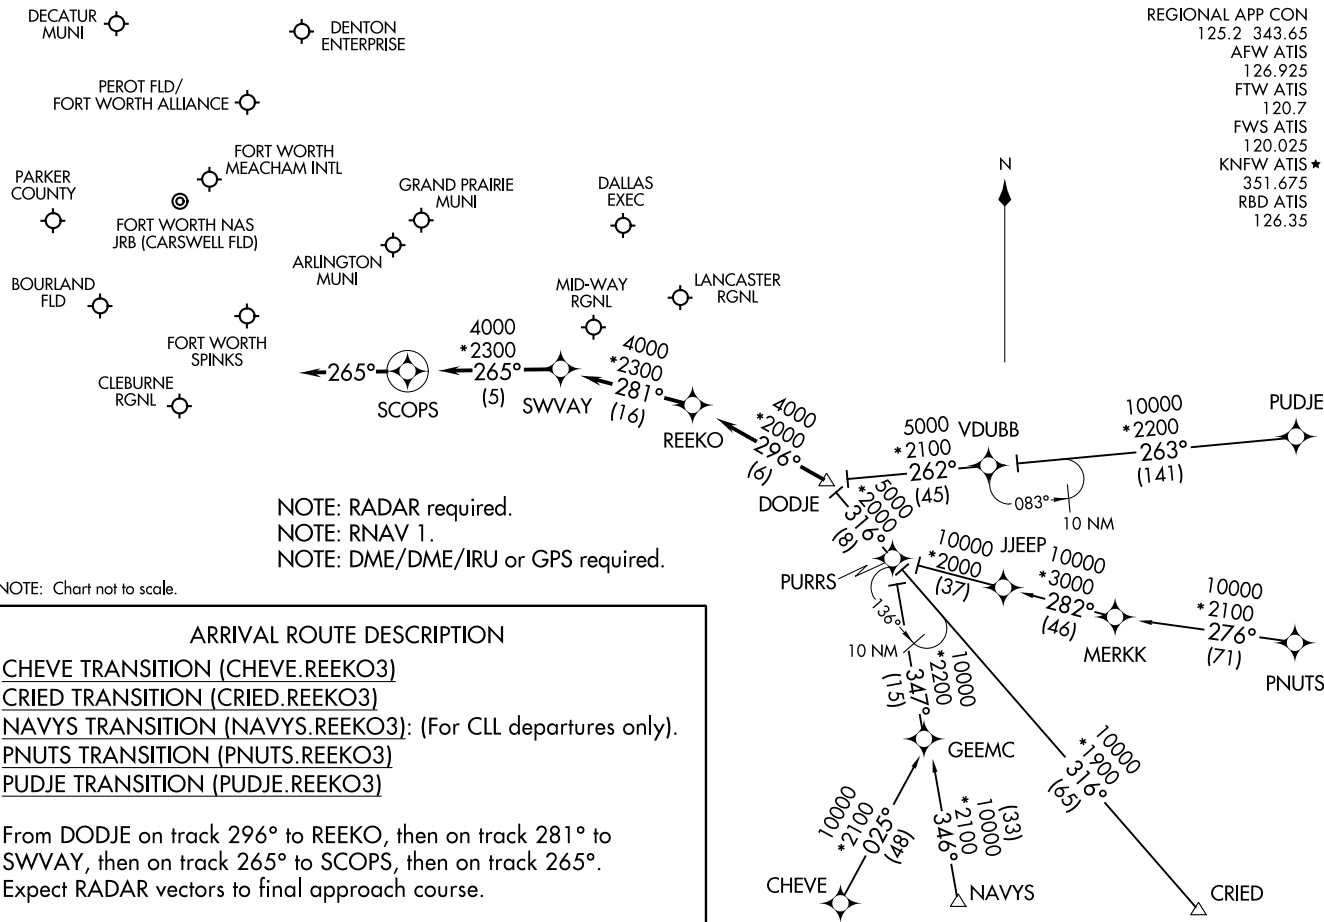 DECATUR
MUNI
DENTON
ENTERPRISE
PEROT FLD/
FORT WORTH ALLIANCE
FORT WORTH
MEACHAM INTL
PARKER
COUNTY
FORT WORTH NAS
JRB (CARSWELL FLD)
GRAND PRAIRIE
MUNI
DALLAS
EXEC
ARLINGTON
MUNI
BOURLAND
FLD
MID-WAY
RGNL
LANCASTER
RGNL
FORT WORTH
SPINKS
CLEBURNE
RGNL
REGIONAL APP CON
125.2 343.65
AFW ATIS
126.925
FTW ATIS
120.7
FWS ATIS
120.025
KNFW ATIS ★
351.675
RBD ATIS
126.35
N
265°
SCOPS
4000
*2300
265°
(5)
SWVAY
4000
*2300
281°
(16)
REEKO
4000
*2000
296°
(6)
DODJE
5000
*2100
262°
(45)
VDUBB
10000
*2200
263°
(141)
PUDJE
083°
10 NM
5000
*2000
316°
(8)
PURRS
10000
*2000
(37)
JJEEP
10000
*3000
282°
(46)
MERKK
10000
*2100
276°
(71)
PNUTS
136°
10 NM
10000
*2200
347°
(15)
GEEMC
10000
*1900
316°
(65)
CRIED
10000
*2100
025°
(48)
CHEVE
(33)
10000
*2100
346°
NAVYS
NOTE: RADAR required.
NOTE: RNAV 1.
NOTE: DME/DME/IRU or GPS required.
NOTE: Chart not to scale.
ARRIVAL ROUTE DESCRIPTION
CHEVE TRANSITION (CHEVE.REEKO3)
CRIED TRANSITION (CRIED.REEKO3)
NAVYS TRANSITION (NAVYS.REEKO3): (For CLL departures only).
PNUTS TRANSITION (PNUTS.REEKO3)
PUDJE TRANSITION (PUDJE.REEKO3)
From DODJE on track 296° to REEKO, then on track 281° to
SWVAY, then on track 265° to SCOPS, then on track 265°.
Expect RADAR vectors to final approach course.